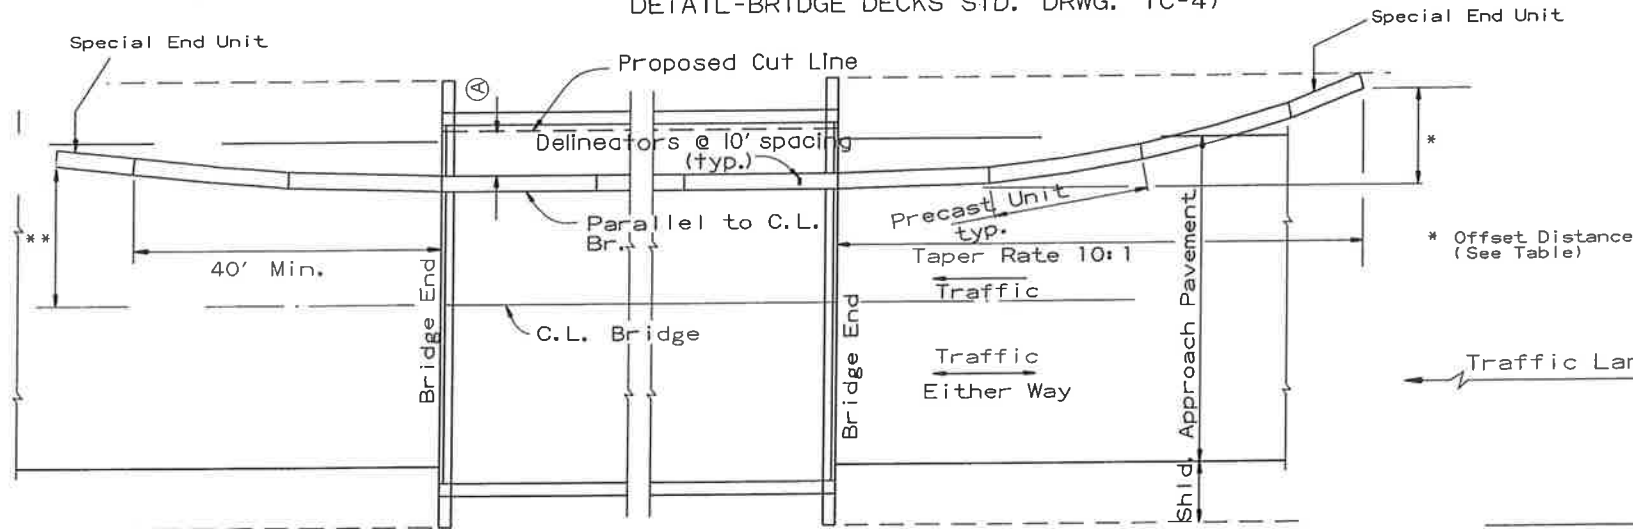 DETAIL-BRIDGE DECKS STD. DRWG. TC-4)
Special End Unit
Special End Unit
Proposed Cut Line
A
Delineators @ 10' spacing
(typ.)
*
Precast Unit
typ.
Parallel to C.L.
Br.
**
40' Min.
Taper Rate 10:1
Traffic
* Offset Distance
(See Table)
C.L. Bridge
Bridge End
Bridge End
Traffic
Either Way
Approach Pavement
Shld.
Traffic Lan